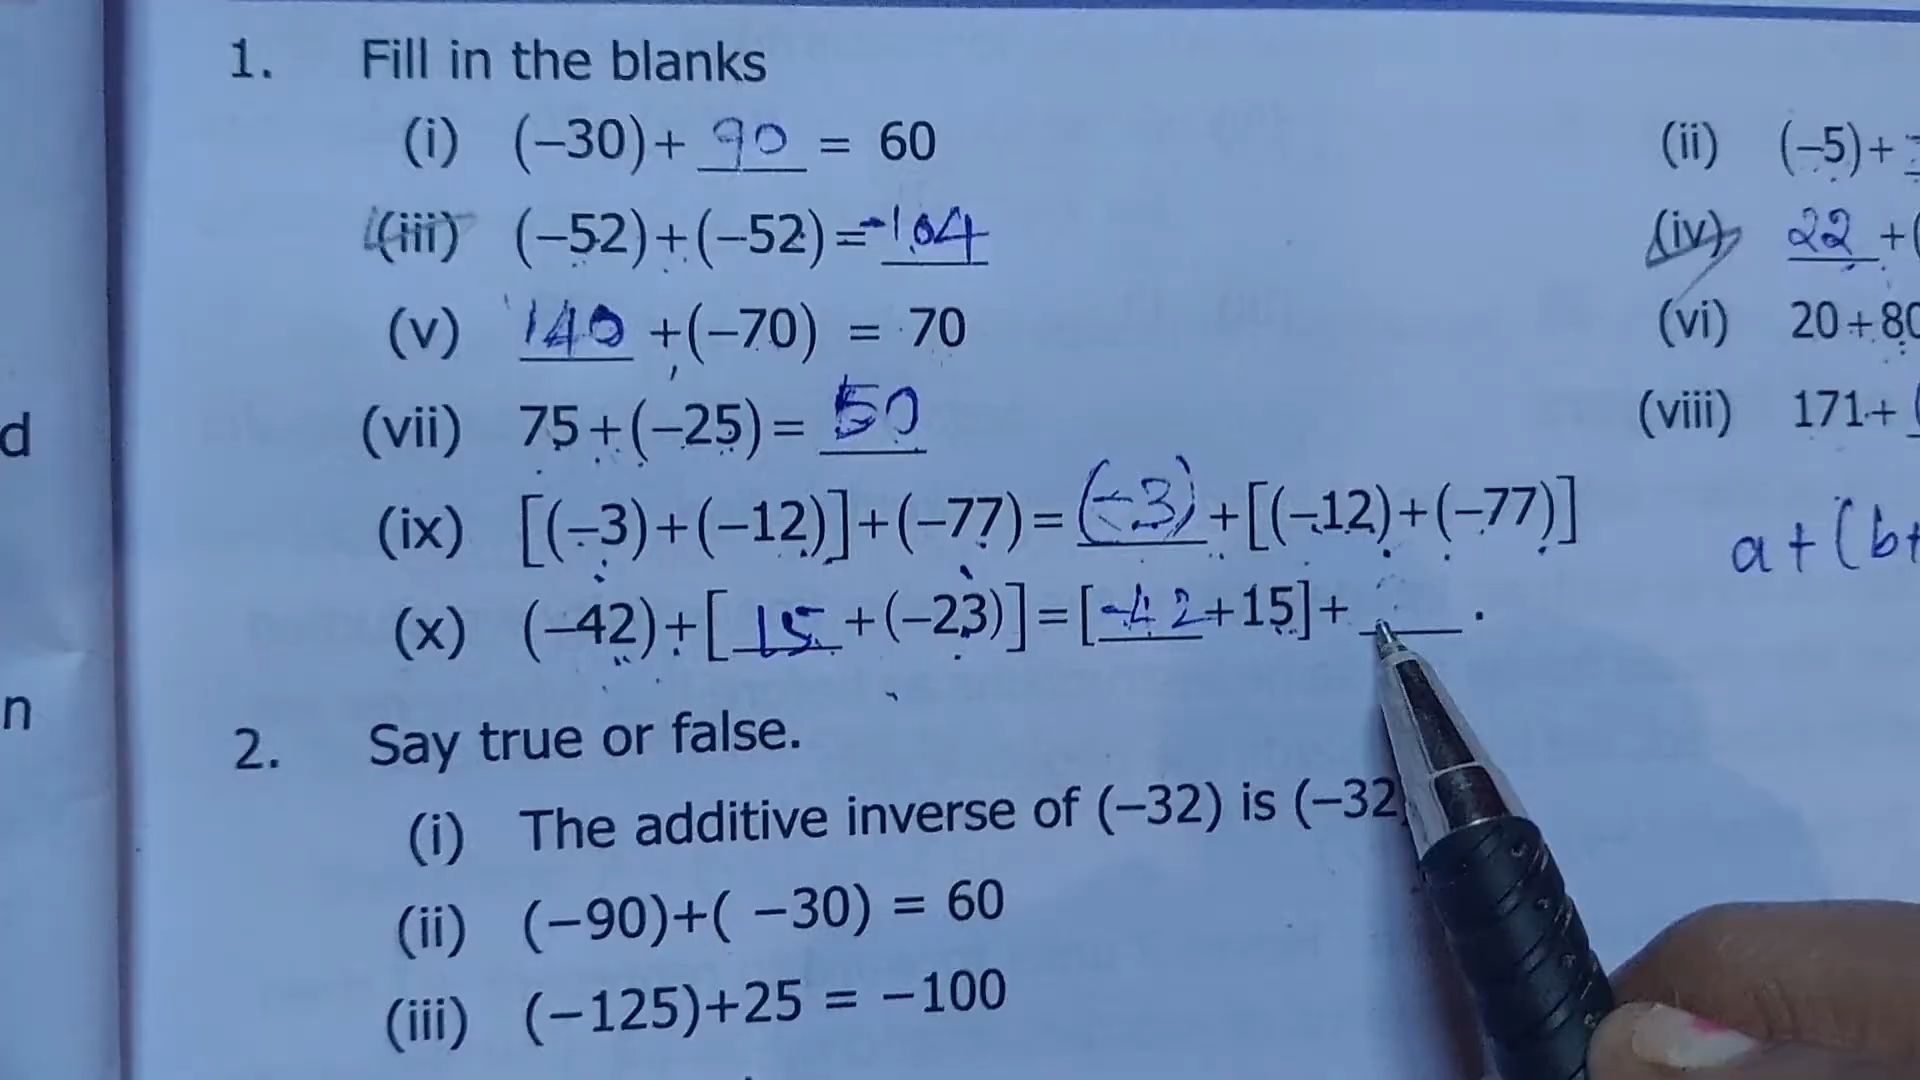 1. Fill in the blanks
(i) (–30)+ 90 = 60 (ii) (–5)+
(iii) (–52)+(–52)=-104 (iv) 22 +(
(v) 140 +(–70) = 70 (vi) 20+80
(vii) 75+(–25)= 50 (viii) 171+ (
(ix) [(–3)+(–12)]+(–77)= (-3) +[(–12)+(–77)]
a+(b+
(x) (–42)+[ 15 +(–23)]=[-42+15]+____.
2. Say true or false.
(i) The additive inverse of (–32) is (–32
(ii) (–90)+( –30) = 60
(iii) (–125)+25 = –100
d
n